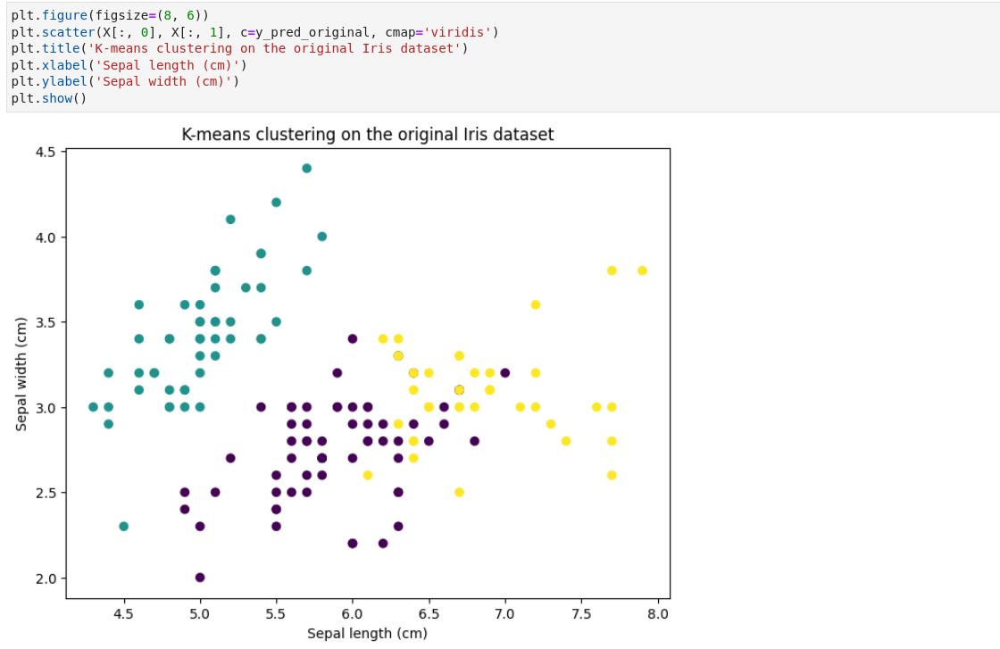 plt.figure(figsize=(8, 6))
plt.scatter(X[:, 0], X[:, 1], c=y_pred_original, cmap='viridis')
plt.title('K-means clustering on the original Iris dataset')
plt.xlabel('Sepal length (cm)')
plt.ylabel('Sepal width (cm)')
plt.show()
K-means clustering on the original Iris dataset
4.5
4.0
3.5
3.0
2.5
2.0
Sepal width (cm)
4.5 5.0 5.5 6.0 6.5 7.0 7.5 8.0
Sepal length (cm)